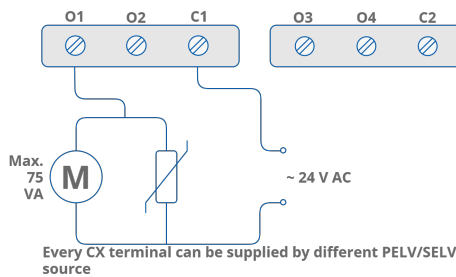 O1 O2 C1 O3 O4 C2
Max.
75
VA
M
~ 24 V AC
Every CX terminal can be supplied by different PELV/SELV
source